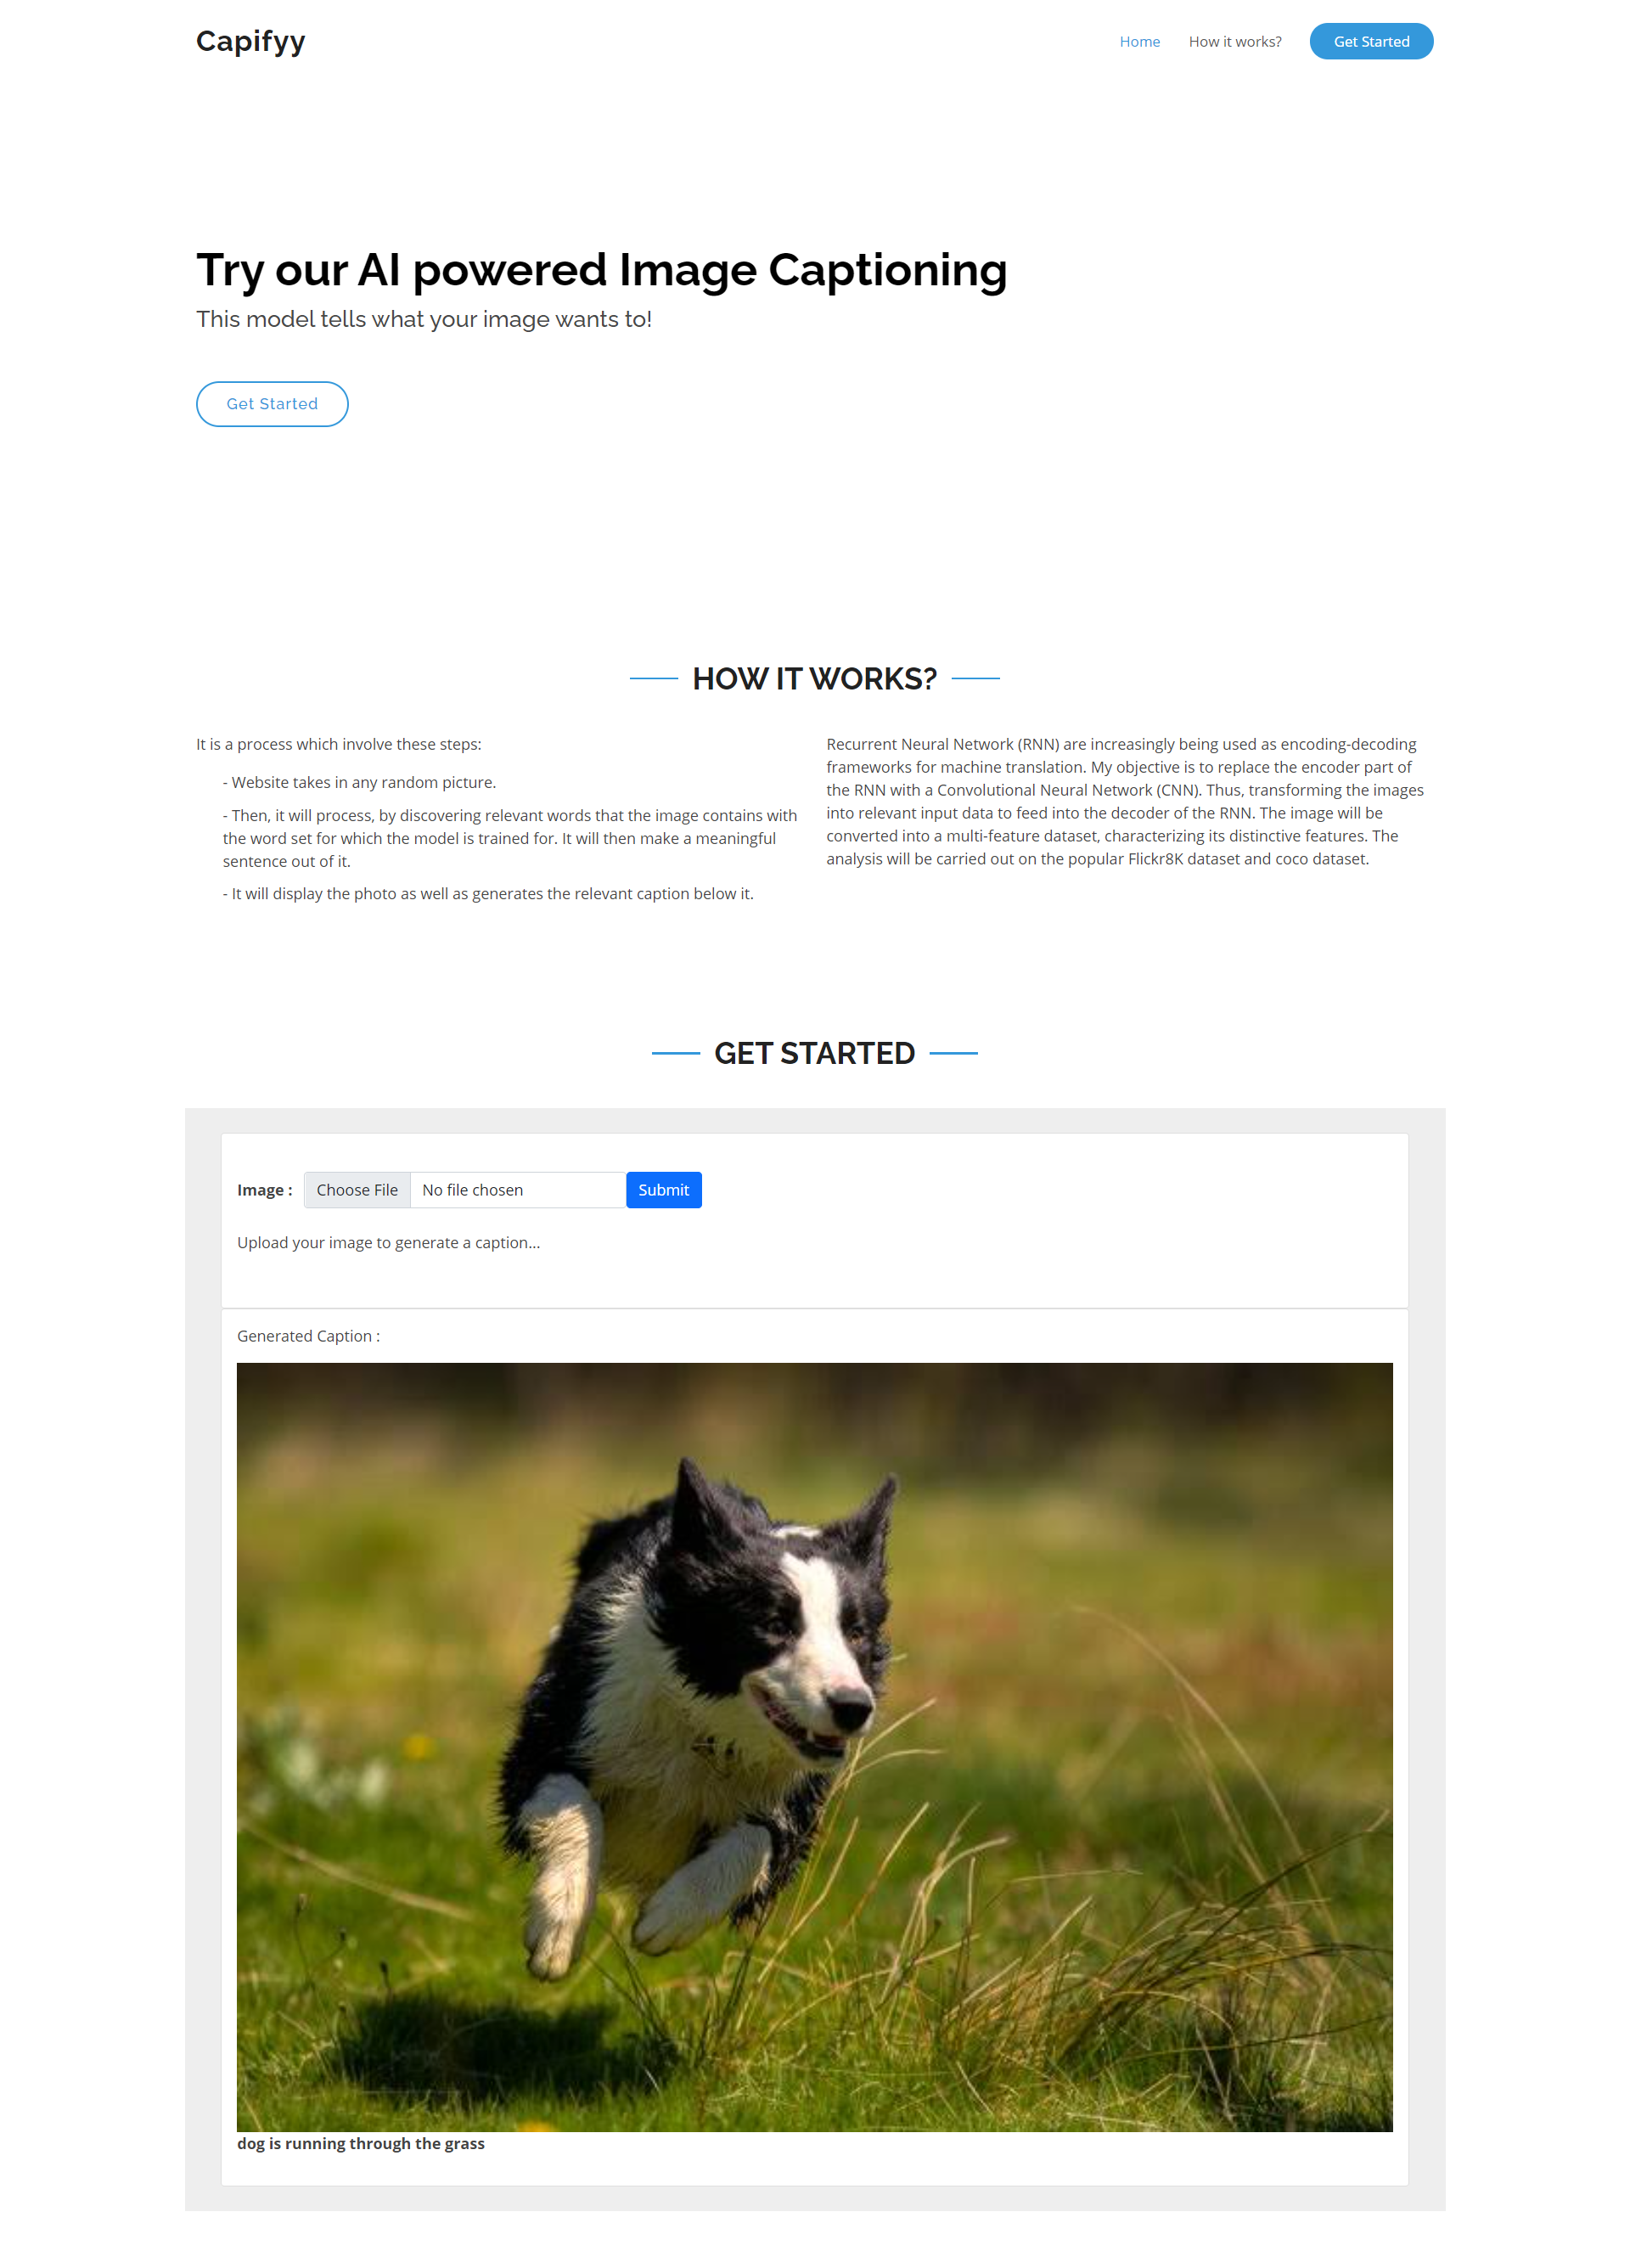 Capifyy
Home
How it works?
Get Started
Try our AI powered Image Captioning
This model tells what your image wants to!
Get Started
HOW IT WORKS?
It is a process which involve these steps:
- Website takes in any random picture.
- Then, it will process, by discovering relevant words that the image contains with
the word set for which the model is trained for. It will then make a meaningful
sentence out of it.
- It will display the photo as well as generates the relevant caption below it.
Recurrent Neural Network (RNN) are increasingly being used as encoding-decoding
frameworks for machine translation. My objective is to replace the encoder part of
the RNN with a Convolutional Neural Network (CNN). Thus, transforming the images
into relevant input data to feed into the decoder of the RNN. The image will be
converted into a multi-feature dataset, characterizing its distinctive features. The
analysis will be carried out on the popular Flickr8K dataset and coco dataset.
GET STARTED
Image : Choose File No file chosen Submit
Upload your image to generate a caption...
Generated Caption :
dog is running through the grass